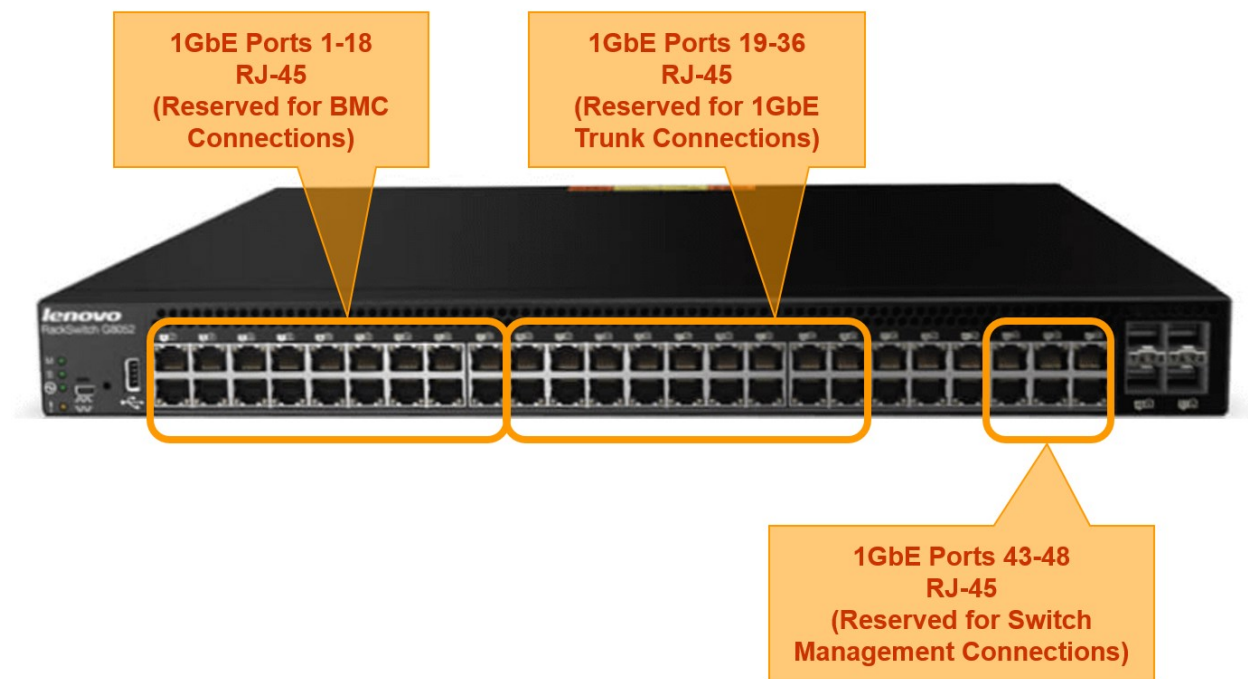 1GbE Ports 1-18
RJ-45
(Reserved for BMC
Connections)
1GbE Ports 19-36
RJ-45
(Reserved for 1GbE
Trunk Connections)
lenovo
RackSwitch G8052
1GbE Ports 43-48
RJ-45
(Reserved for Switch
Management Connections)